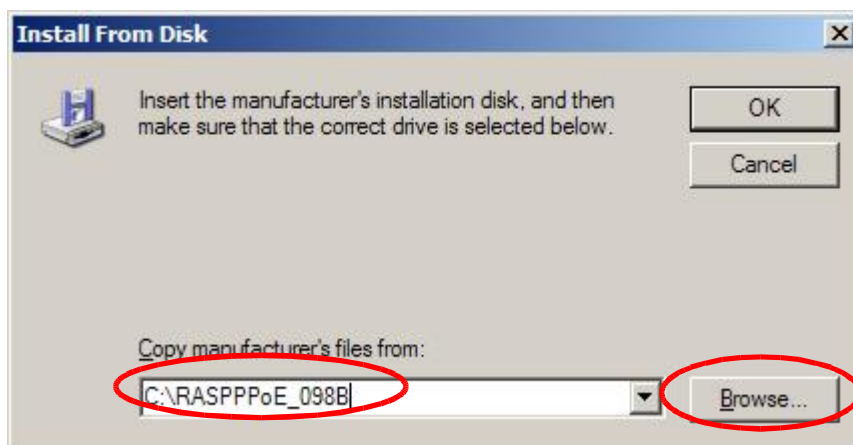 Install From Disk
Insert the manufacturer's installation disk, and then
make sure that the correct drive is selected below.
OK
Cancel
Copy manufacturer's files from:
C:\RASPPPoE_098B
Browse...